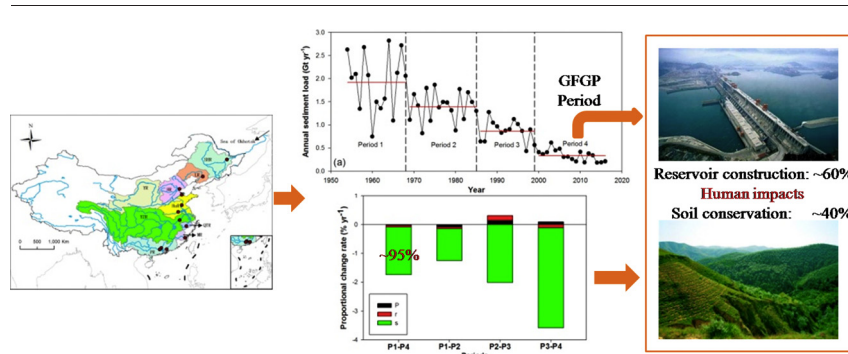 N
Sea of Okhotsk
0 500 1,000 Km
Annual sediment load (Gt yr⁻¹)
3.0
2.5
2.0
1.5
1.0
0.5
0.0
Period 1
Period 2
Period 3
Period 4
GFGP
Period
(a)
1950 1960 1970 1980 1990 2000 2010 2020
Year
Proportional change rate (% yr⁻¹)
1
0
-1
-2
-3
-4
~95%
P
r
s
P1-P4 P1-P2 P2-P3 P3-P4
Reservoir construction: ~60%
Human impacts
Soil conservation: ~40%